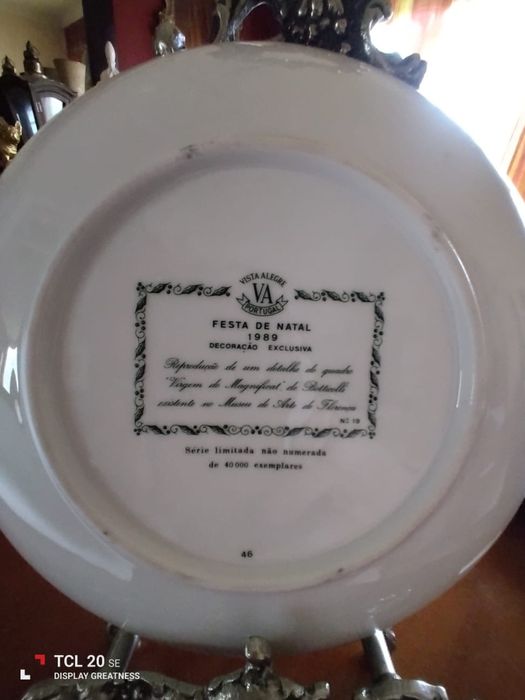 VISTA ALEGRE
VA
PORTUGAL
FESTA DE NATAL
1989
DECORAÇÃO EXCLUSIVA
Reprodução de um detalhe do quadro
"Virgem do Magnificat" de Botticelli
existente no Museu de Arte de Florença
Nº 19
Série limitada não numerada
de 40000 exemplares
46
TCL 20 SE
DISPLAY GREATNESS